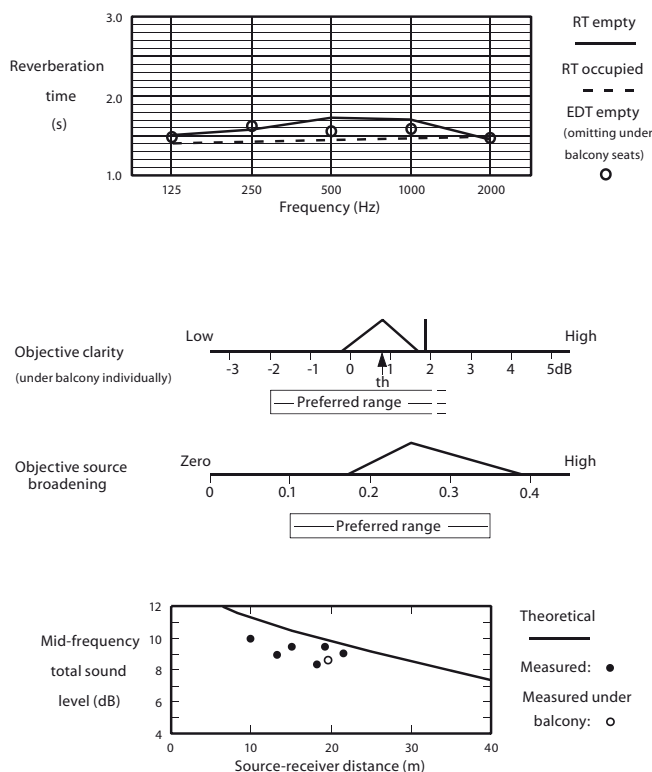 3.0
Reverberation
time
(s)
2.0
1.0
125 250 500 1000 2000
Frequency (Hz)
RT empty
RT occupied
EDT empty
(omitting under
balcony seats)
Objective clarity
(under balcony individually)
Low High
-3 -2 -1 0 1 2 3 4 5dB
th
Preferred range
Objective source
broadening
Zero High
0 0.1 0.2 0.3 0.4
Preferred range
Mid-frequency
total sound
level (dB)
12
10
8
6
4
0 10 20 30 40
Source-receiver distance (m)
Theoretical
Measured:
Measured under
balcony: